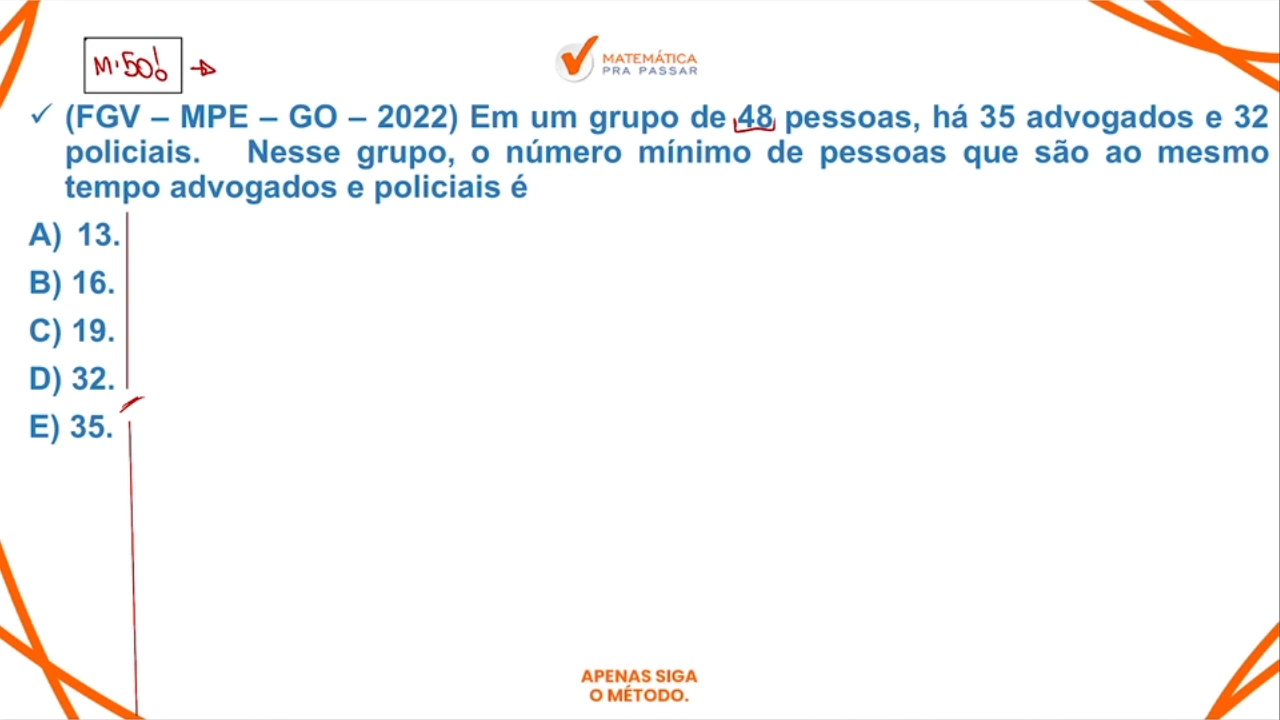 M.50!
MATEMÁTICA
PRA PASSAR
✓ (FGV – MPE – GO – 2022) Em um grupo de 48 pessoas, há 35 advogados e 32
policiais. Nesse grupo, o número mínimo de pessoas que são ao mesmo
tempo advogados e policiais é
A) 13.
B) 16.
C) 19.
D) 32.
E) 35.
APENAS SIGA
O MÉTODO.